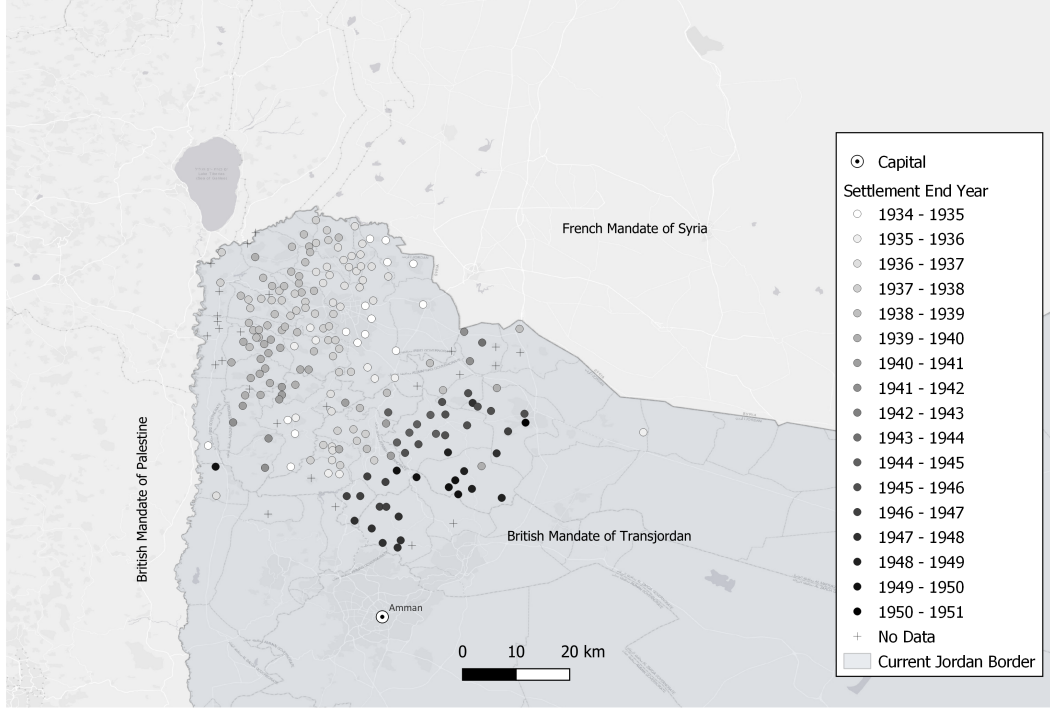 Capital
Settlement End Year
1934 - 1935
1935 - 1936
1936 - 1937
1937 - 1938
1938 - 1939
1939 - 1940
1940 - 1941
1941 - 1942
1942 - 1943
1943 - 1944
1944 - 1945
1945 - 1946
1946 - 1947
1947 - 1948
1948 - 1949
1949 - 1950
1950 - 1951
No Data
Current Jordan Border
French Mandate of Syria
British Mandate of Palestine
British Mandate of Transjordan
Amman
0 10 20 km